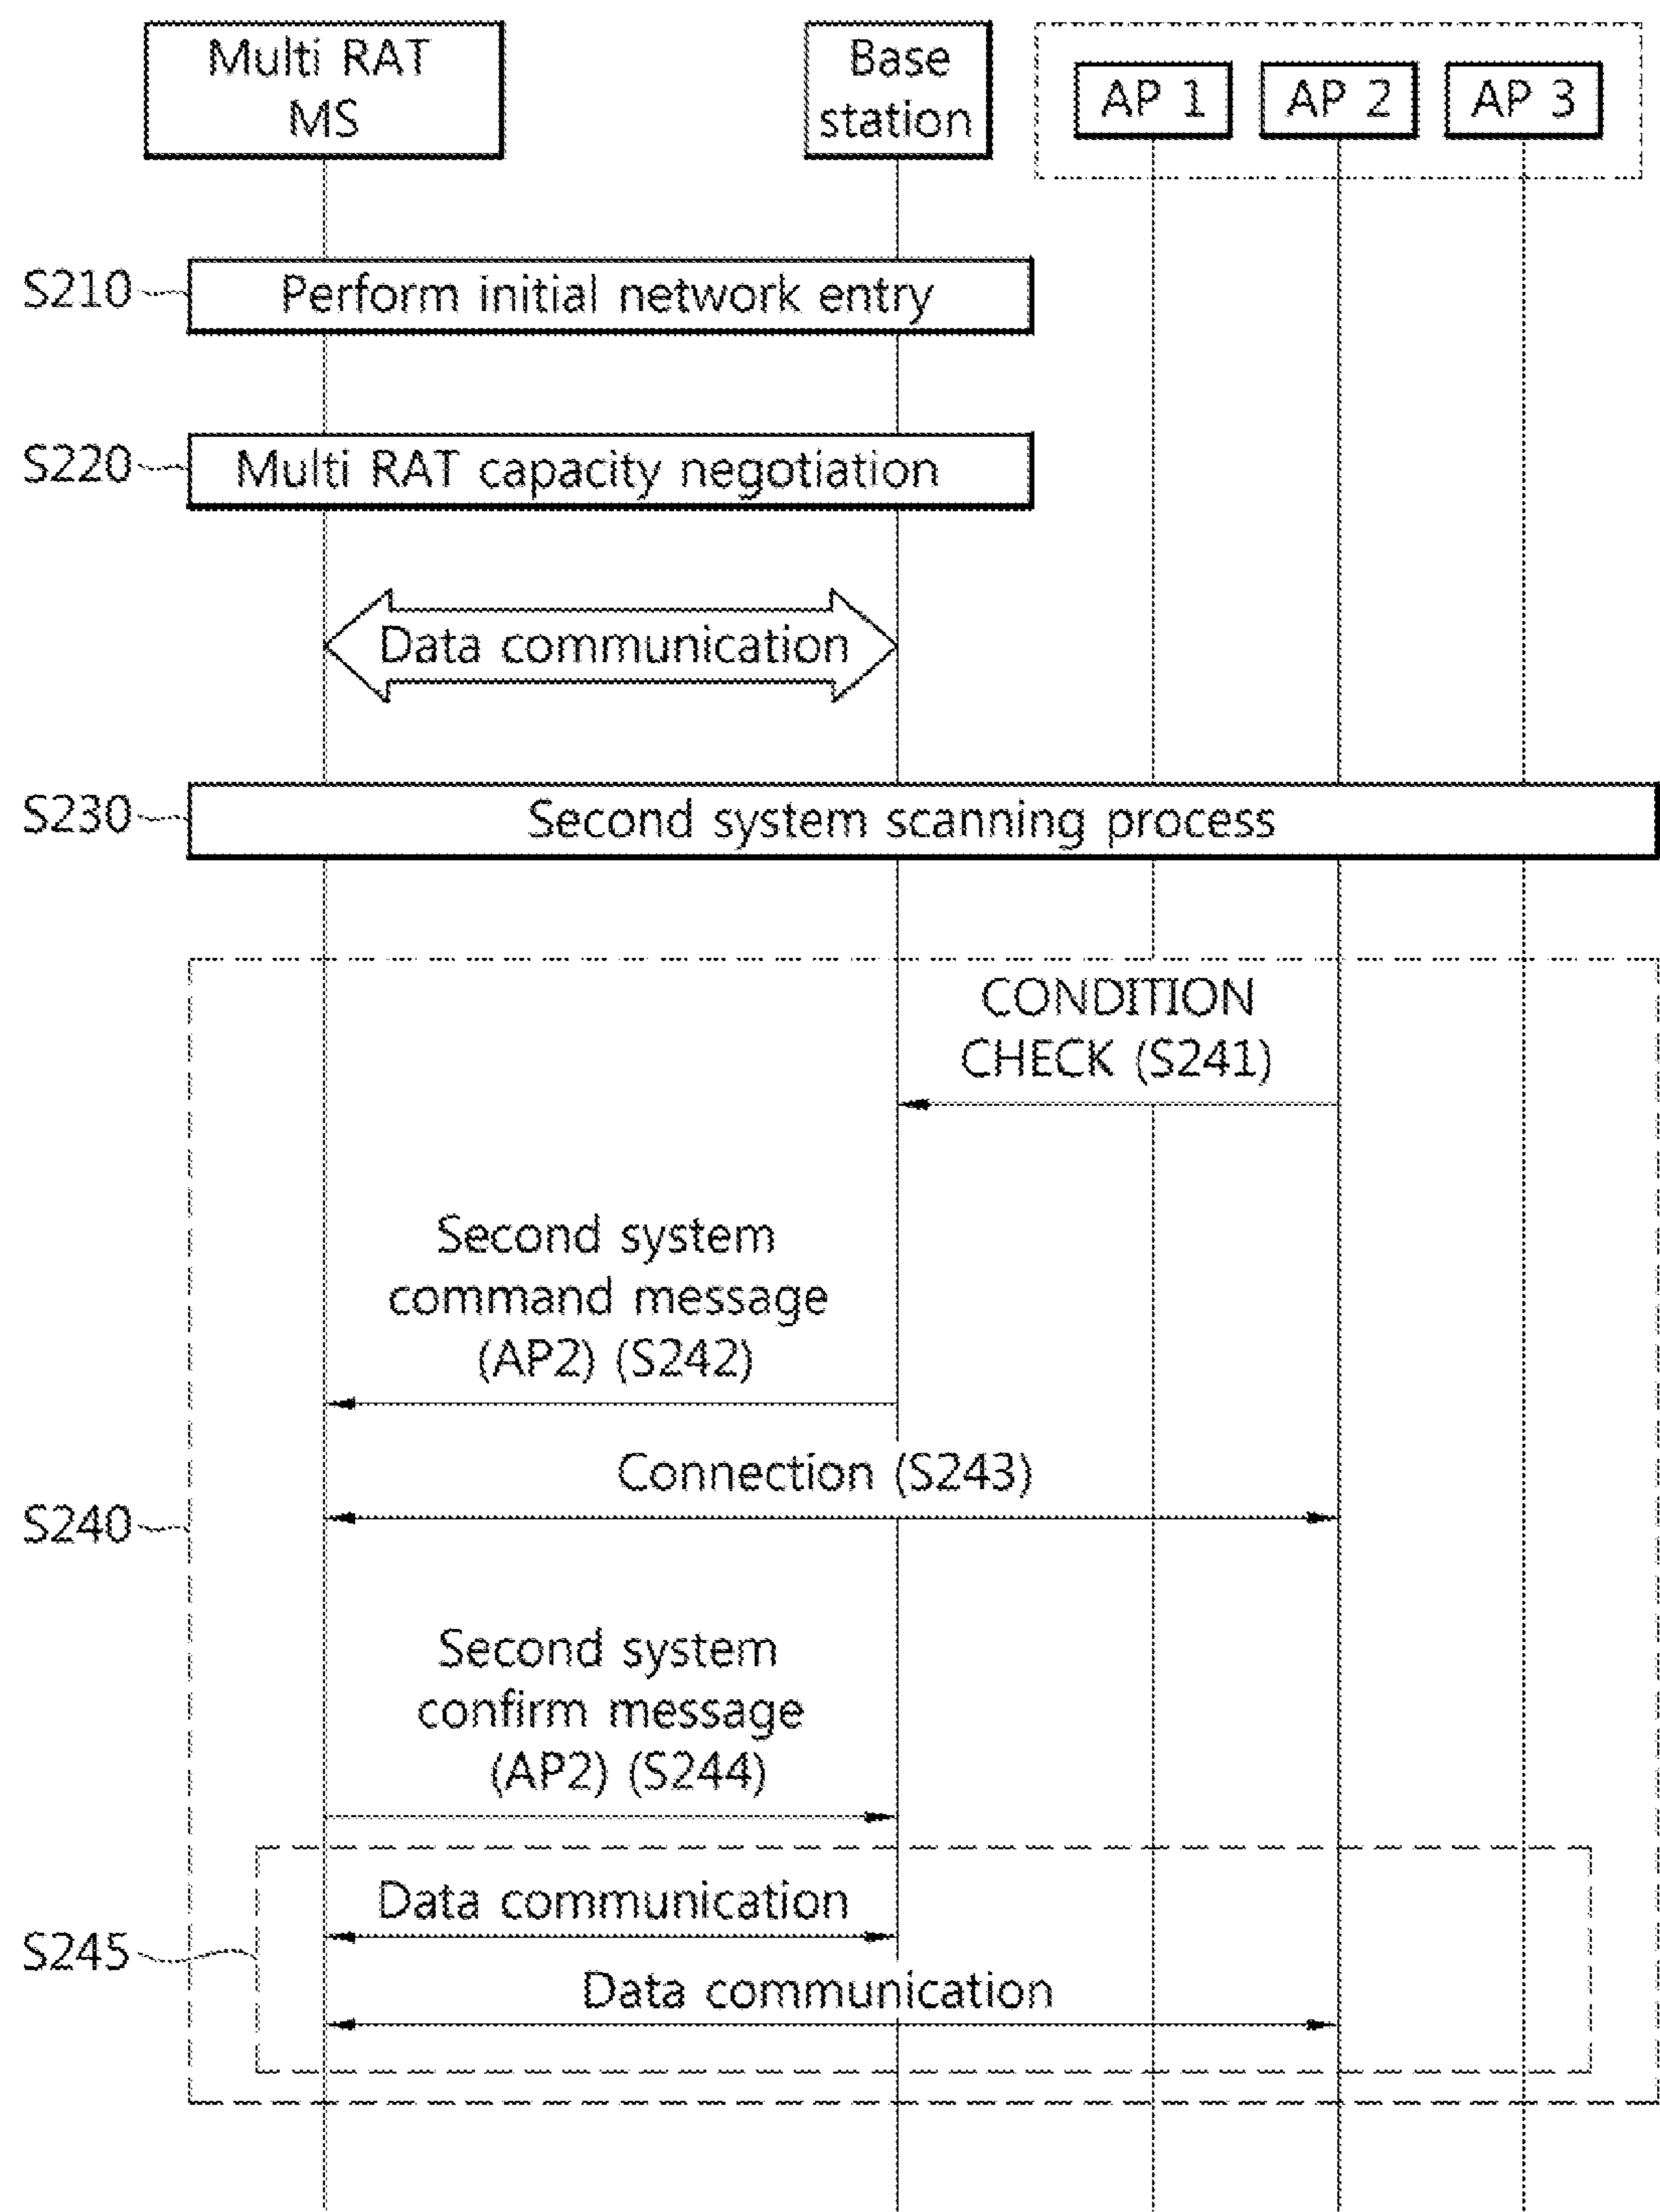 Multi RAT
MS
Base
station
AP 1
AP 2
AP 3
S210
Perform initial network entry
S220
Multi RAT capacity negotiation
Data communication
S230
Second system scanning process
CONDITION
CHECK (S241)
Second system
command message
(AP2) (S242)
Connection (S243)
S240
Second system
confirm message
(AP2) (S244)
Data communication
S245
Data communication